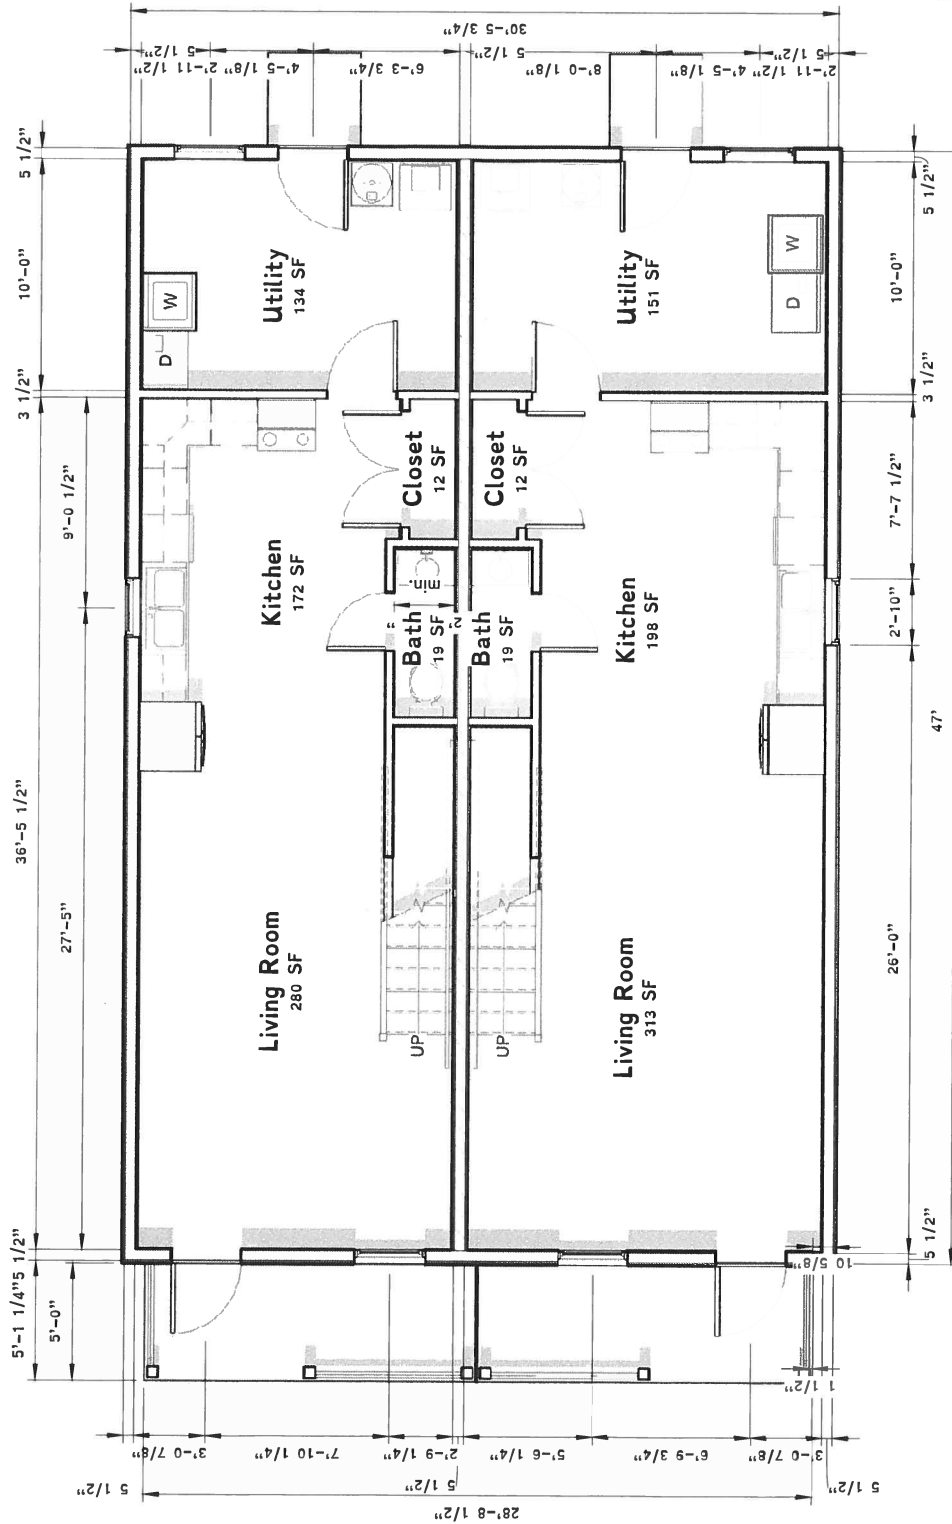 30'-5 3/4"
5 1/2"
2'-11 1/2"
4'-5 1/8"
6'-3 3/4"
5 1/2"
8'-0 1/8"
4'-5 1/8"
2'-11 1/2"
5 1/2"
5 1/2"
10'-0"
3 1/2"
9'-0 1/2"
36'-5 1/2"
27'-5"
5 1/2"
5'-1 1/4"
5'-0"
Utility
134 SF
W
D
Utility
151 SF
W
D
Closet
12 SF
Closet
12 SF
Kitchen
172 SF
Kitchen
198 SF
Bath
19 SF
min.
2'
Bath
19 SF
Living Room
280 SF
Living Room
313 SF
UP
UP
5 1/2"
10'-0"
3 1/2"
7'-7 1/2"
2'-10"
47'
26'-0"
5 1/2"
10 5/8"
1 1/2"
3'-0 7/8"
7'-10 1/4"
2'-9 1/4"
5'-6 1/4"
6'-9 3/4"
3'-0 7/8"
5 1/2"
5 1/2"
5 1/2"
28'-8 1/2"